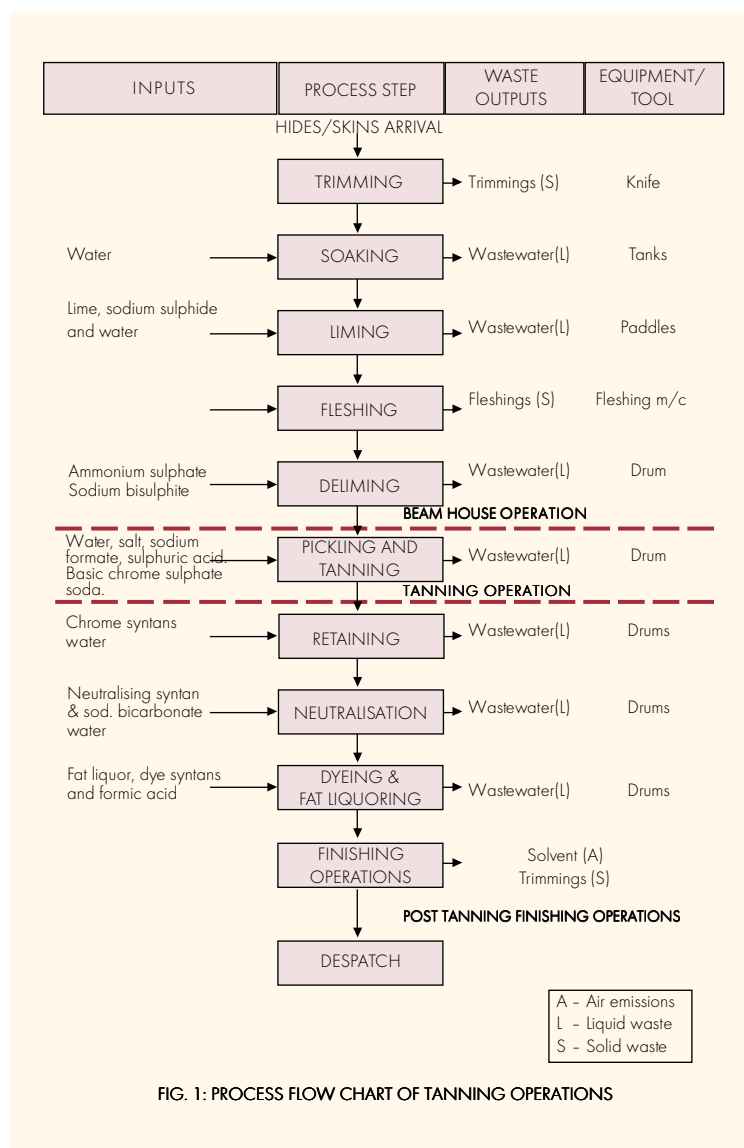 INPUTS
PROCESS STEP
WASTE
OUTPUTS
EQUIPMENT/
TOOL
HIDES/SKINS ARRIVAL
TRIMMING
Trimmings (S)
Knife
Water
SOAKING
Wastewater(L)
Tanks
Lime, sodium sulphide
and water
LIMING
Wastewater(L)
Paddles
FLESHING
Fleshings (S)
Fleshing m/c
Ammonium sulphate
Sodium bisulphite
DELIMING
Wastewater(L)
Drum
BEAM HOUSE OPERATION
Water, salt, sodium
formate, sulphuric acid.
Basic chrome sulphate
soda.
PICKLING AND
TANNING
Wastewater(L)
Drum
TANNING OPERATION
Chrome syntans
water
RETAINING
Wastewater(L)
Drums
Neutralising syntan
& sod. bicarbonate
water
NEUTRALISATION
Wastewater(L)
Drums
Fat liquor, dye syntans
and formic acid
DYEING &
FAT LIQUORING
Wastewater(L)
Drums
FINISHING
OPERATIONS
Solvent (A)
Trimmings (S)
POST TANNING FINISHING OPERATIONS
DESPATCH
A – Air emissions
L – Liquid waste
S – Solid waste
FIG. 1: PROCESS FLOW CHART OF TANNING OPERATIONS